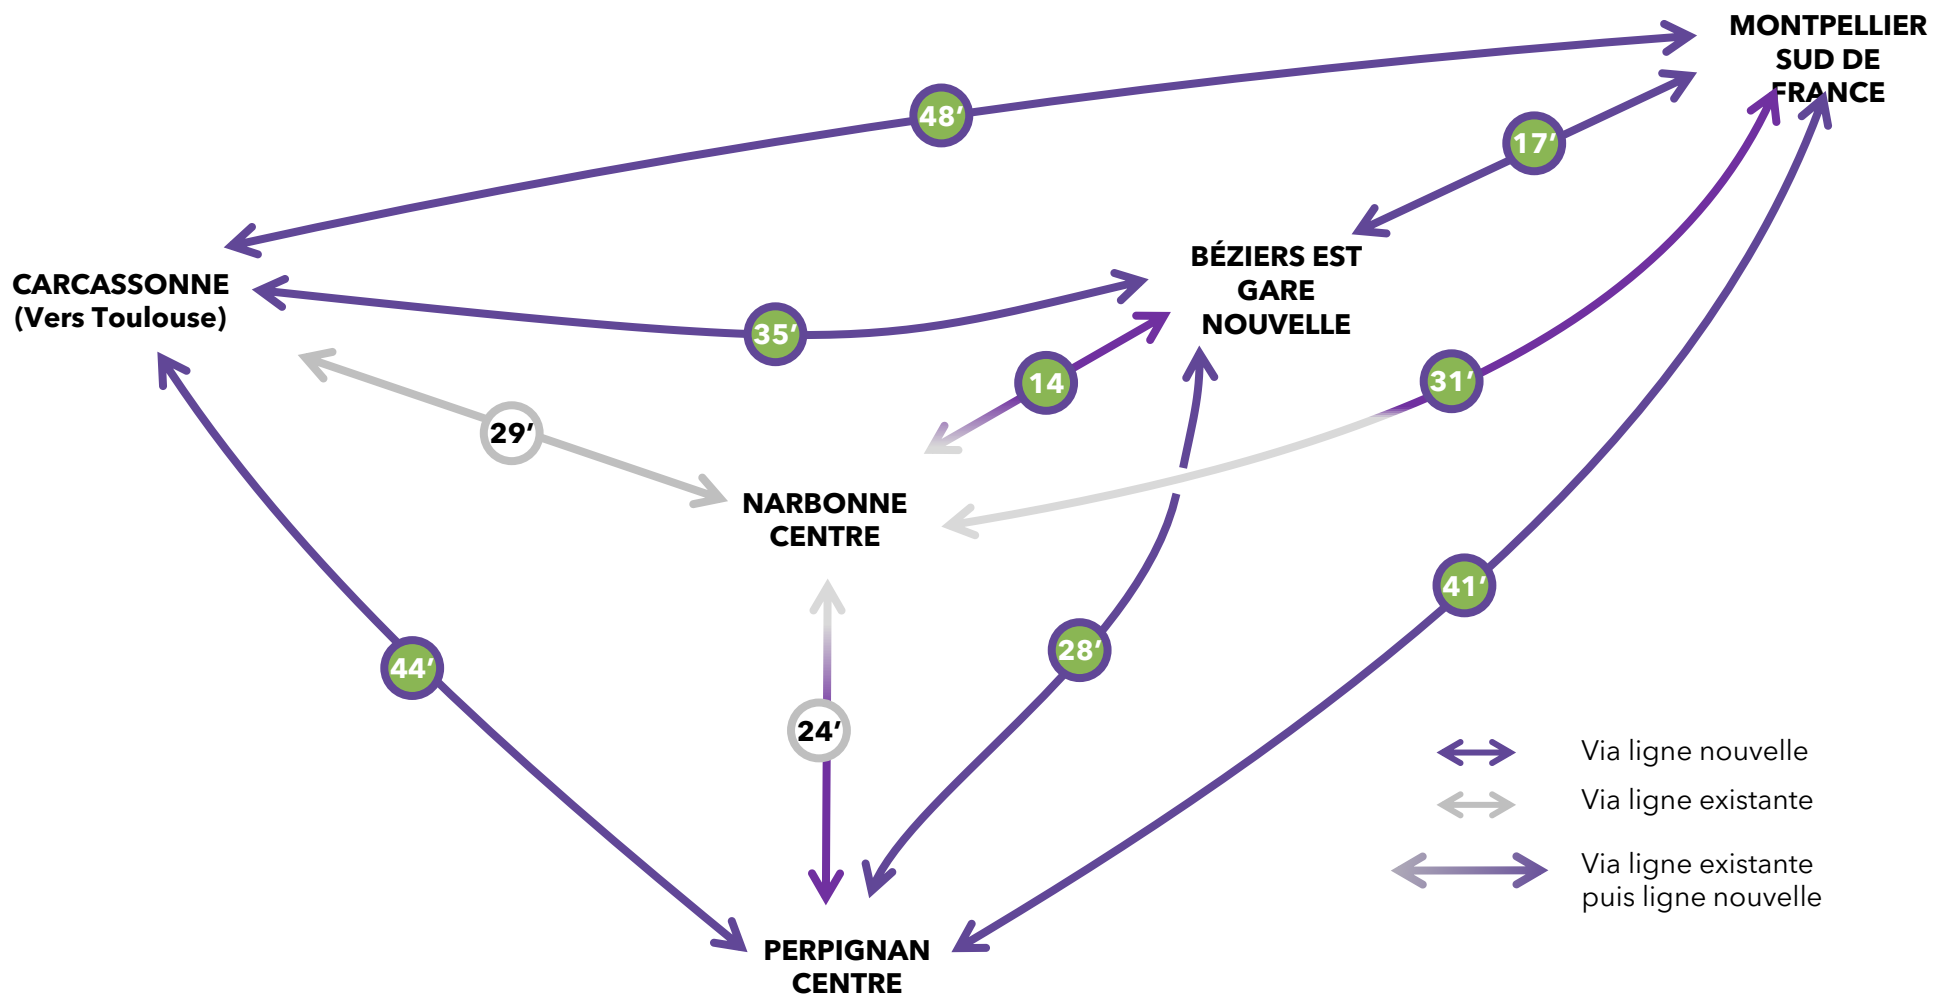 MONTPELLIER
SUD DE
FRANCE
48’
17’
BÉZIERS EST
GARE
NOUVELLE
CARCASSONNE
(Vers Toulouse)
35’
14
31’
29’
NARBONNE
CENTRE
41’
28’
44’
24’
Via ligne nouvelle
Via ligne existante
Via ligne existante
puis ligne nouvelle
PERPIGNAN
CENTRE